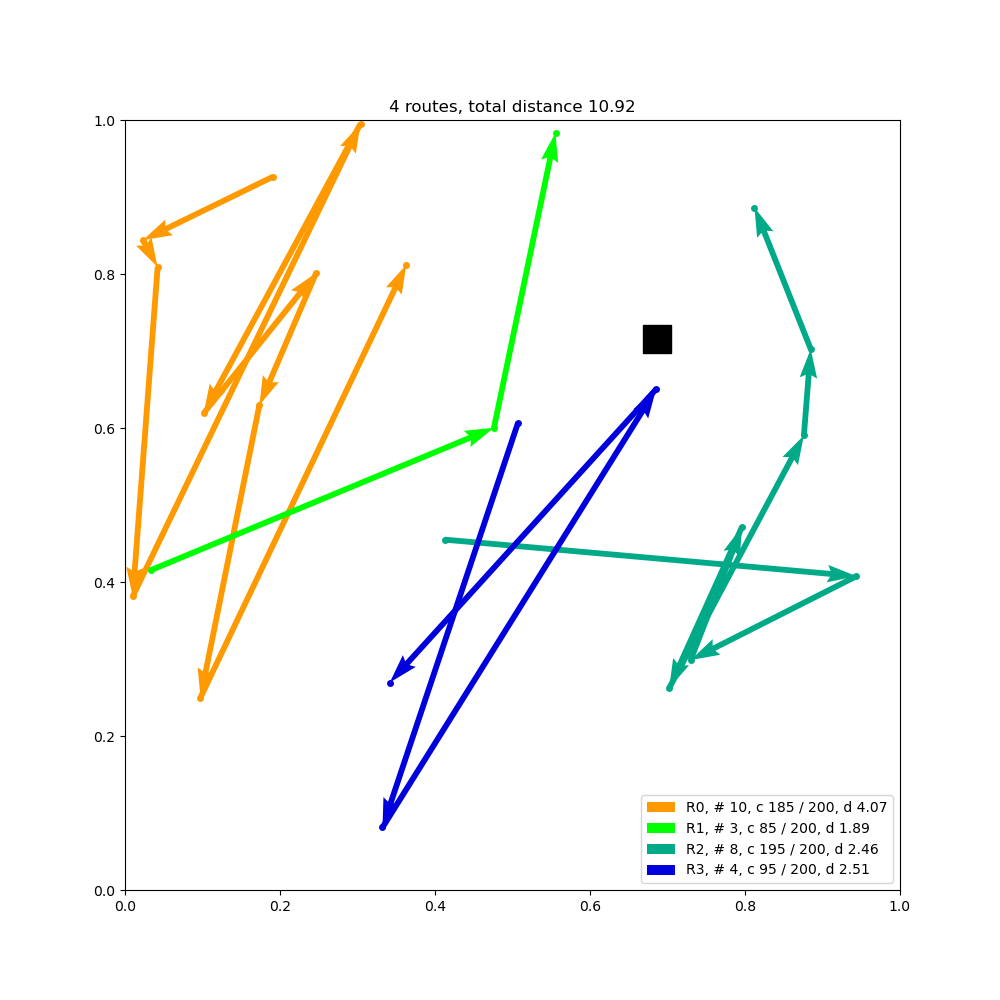 4 routes, total distance 10.92
1.0
0.8
0.6
0.4
0.2
0.0
0.0 0.2 0.4 0.6 0.8 1.0
R0, # 10, c 185 / 200, d 4.07
R1, # 3, c 85 / 200, d 1.89
R2, # 8, c 195 / 200, d 2.46
R3, # 4, c 95 / 200, d 2.51